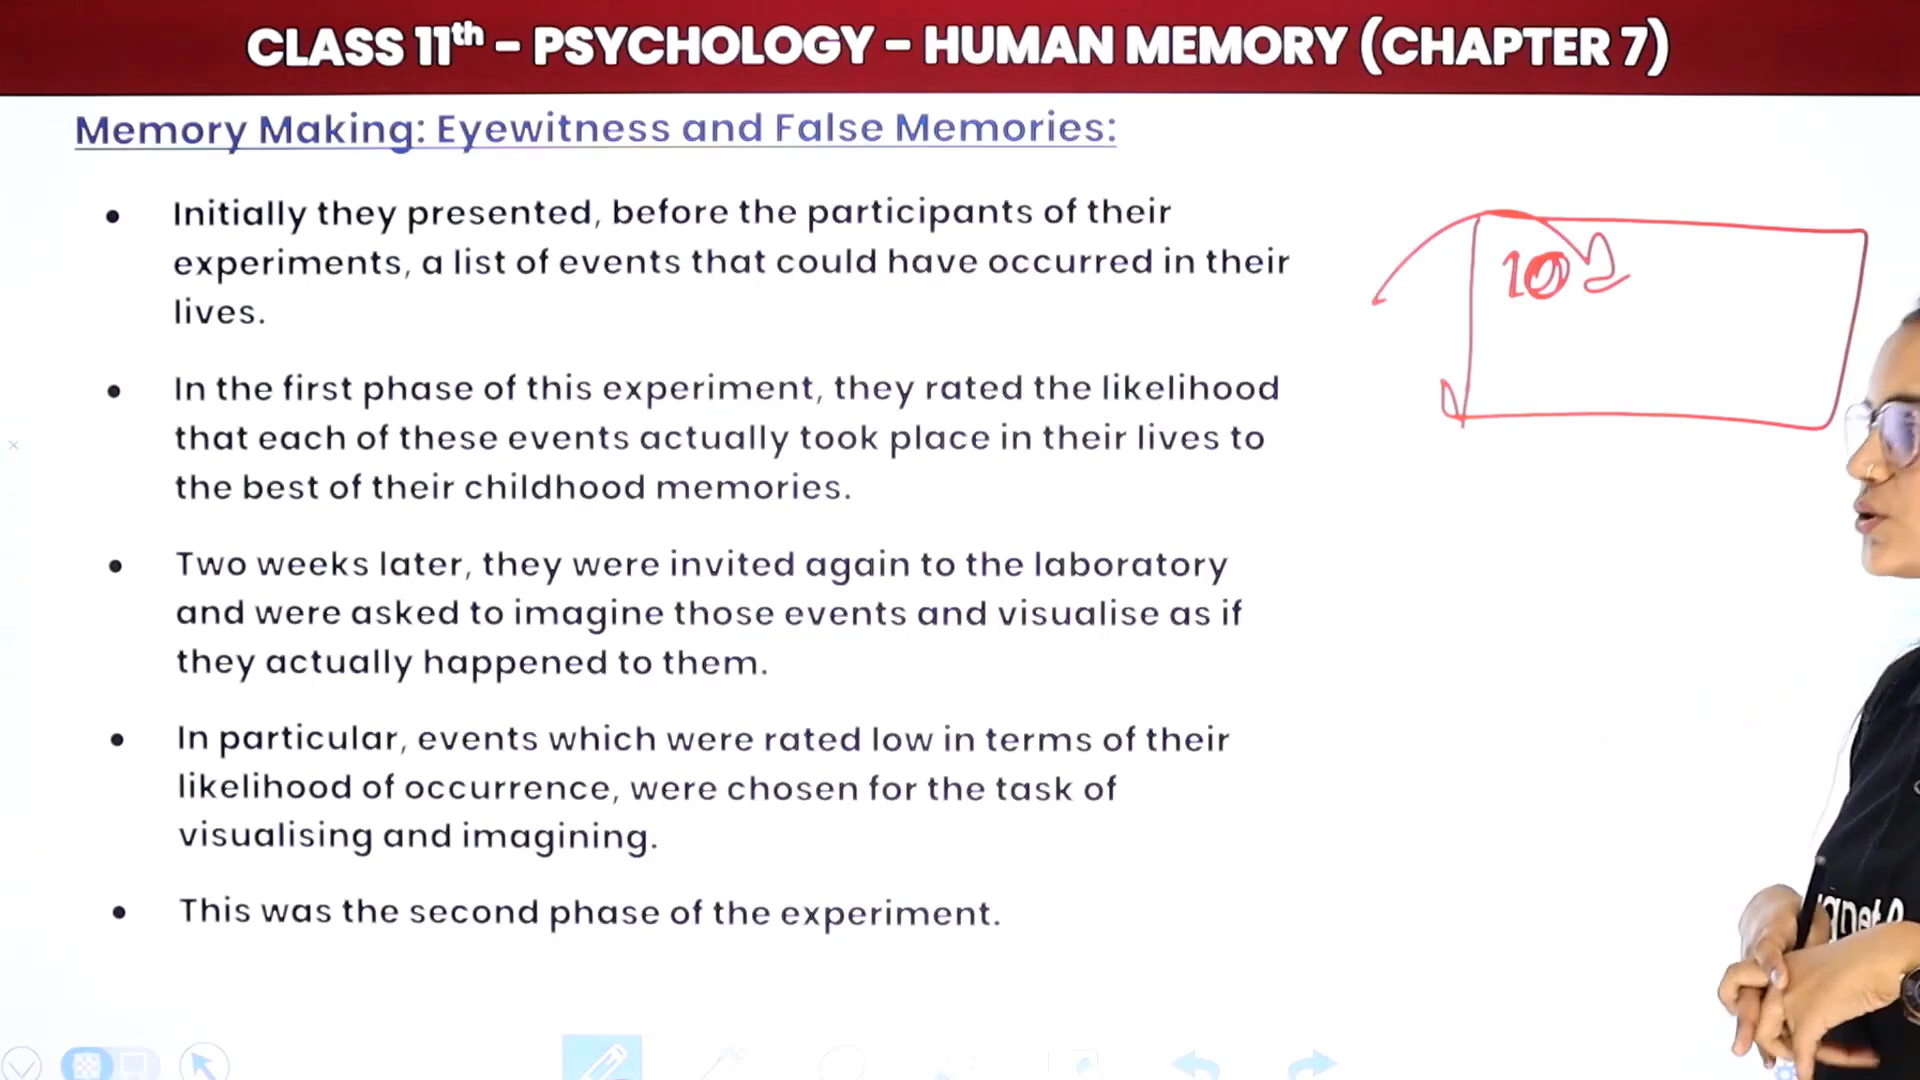 CLASS 11th - PSYCHOLOGY - HUMAN MEMORY (CHAPTER 7)
Memory Making: Eyewitness and False Memories:
• Initially they presented, before the participants of their
experiments, a list of events that could have occurred in their
lives.
• In the first phase of this experiment, they rated the likelihood
that each of these events actually took place in their lives to
the best of their childhood memories.
• Two weeks later, they were invited again to the laboratory
and were asked to imagine those events and visualise as if
they actually happened to them.
• In particular, events which were rated low in terms of their
likelihood of occurrence, were chosen for the task of
visualising and imagining.
• This was the second phase of the experiment.